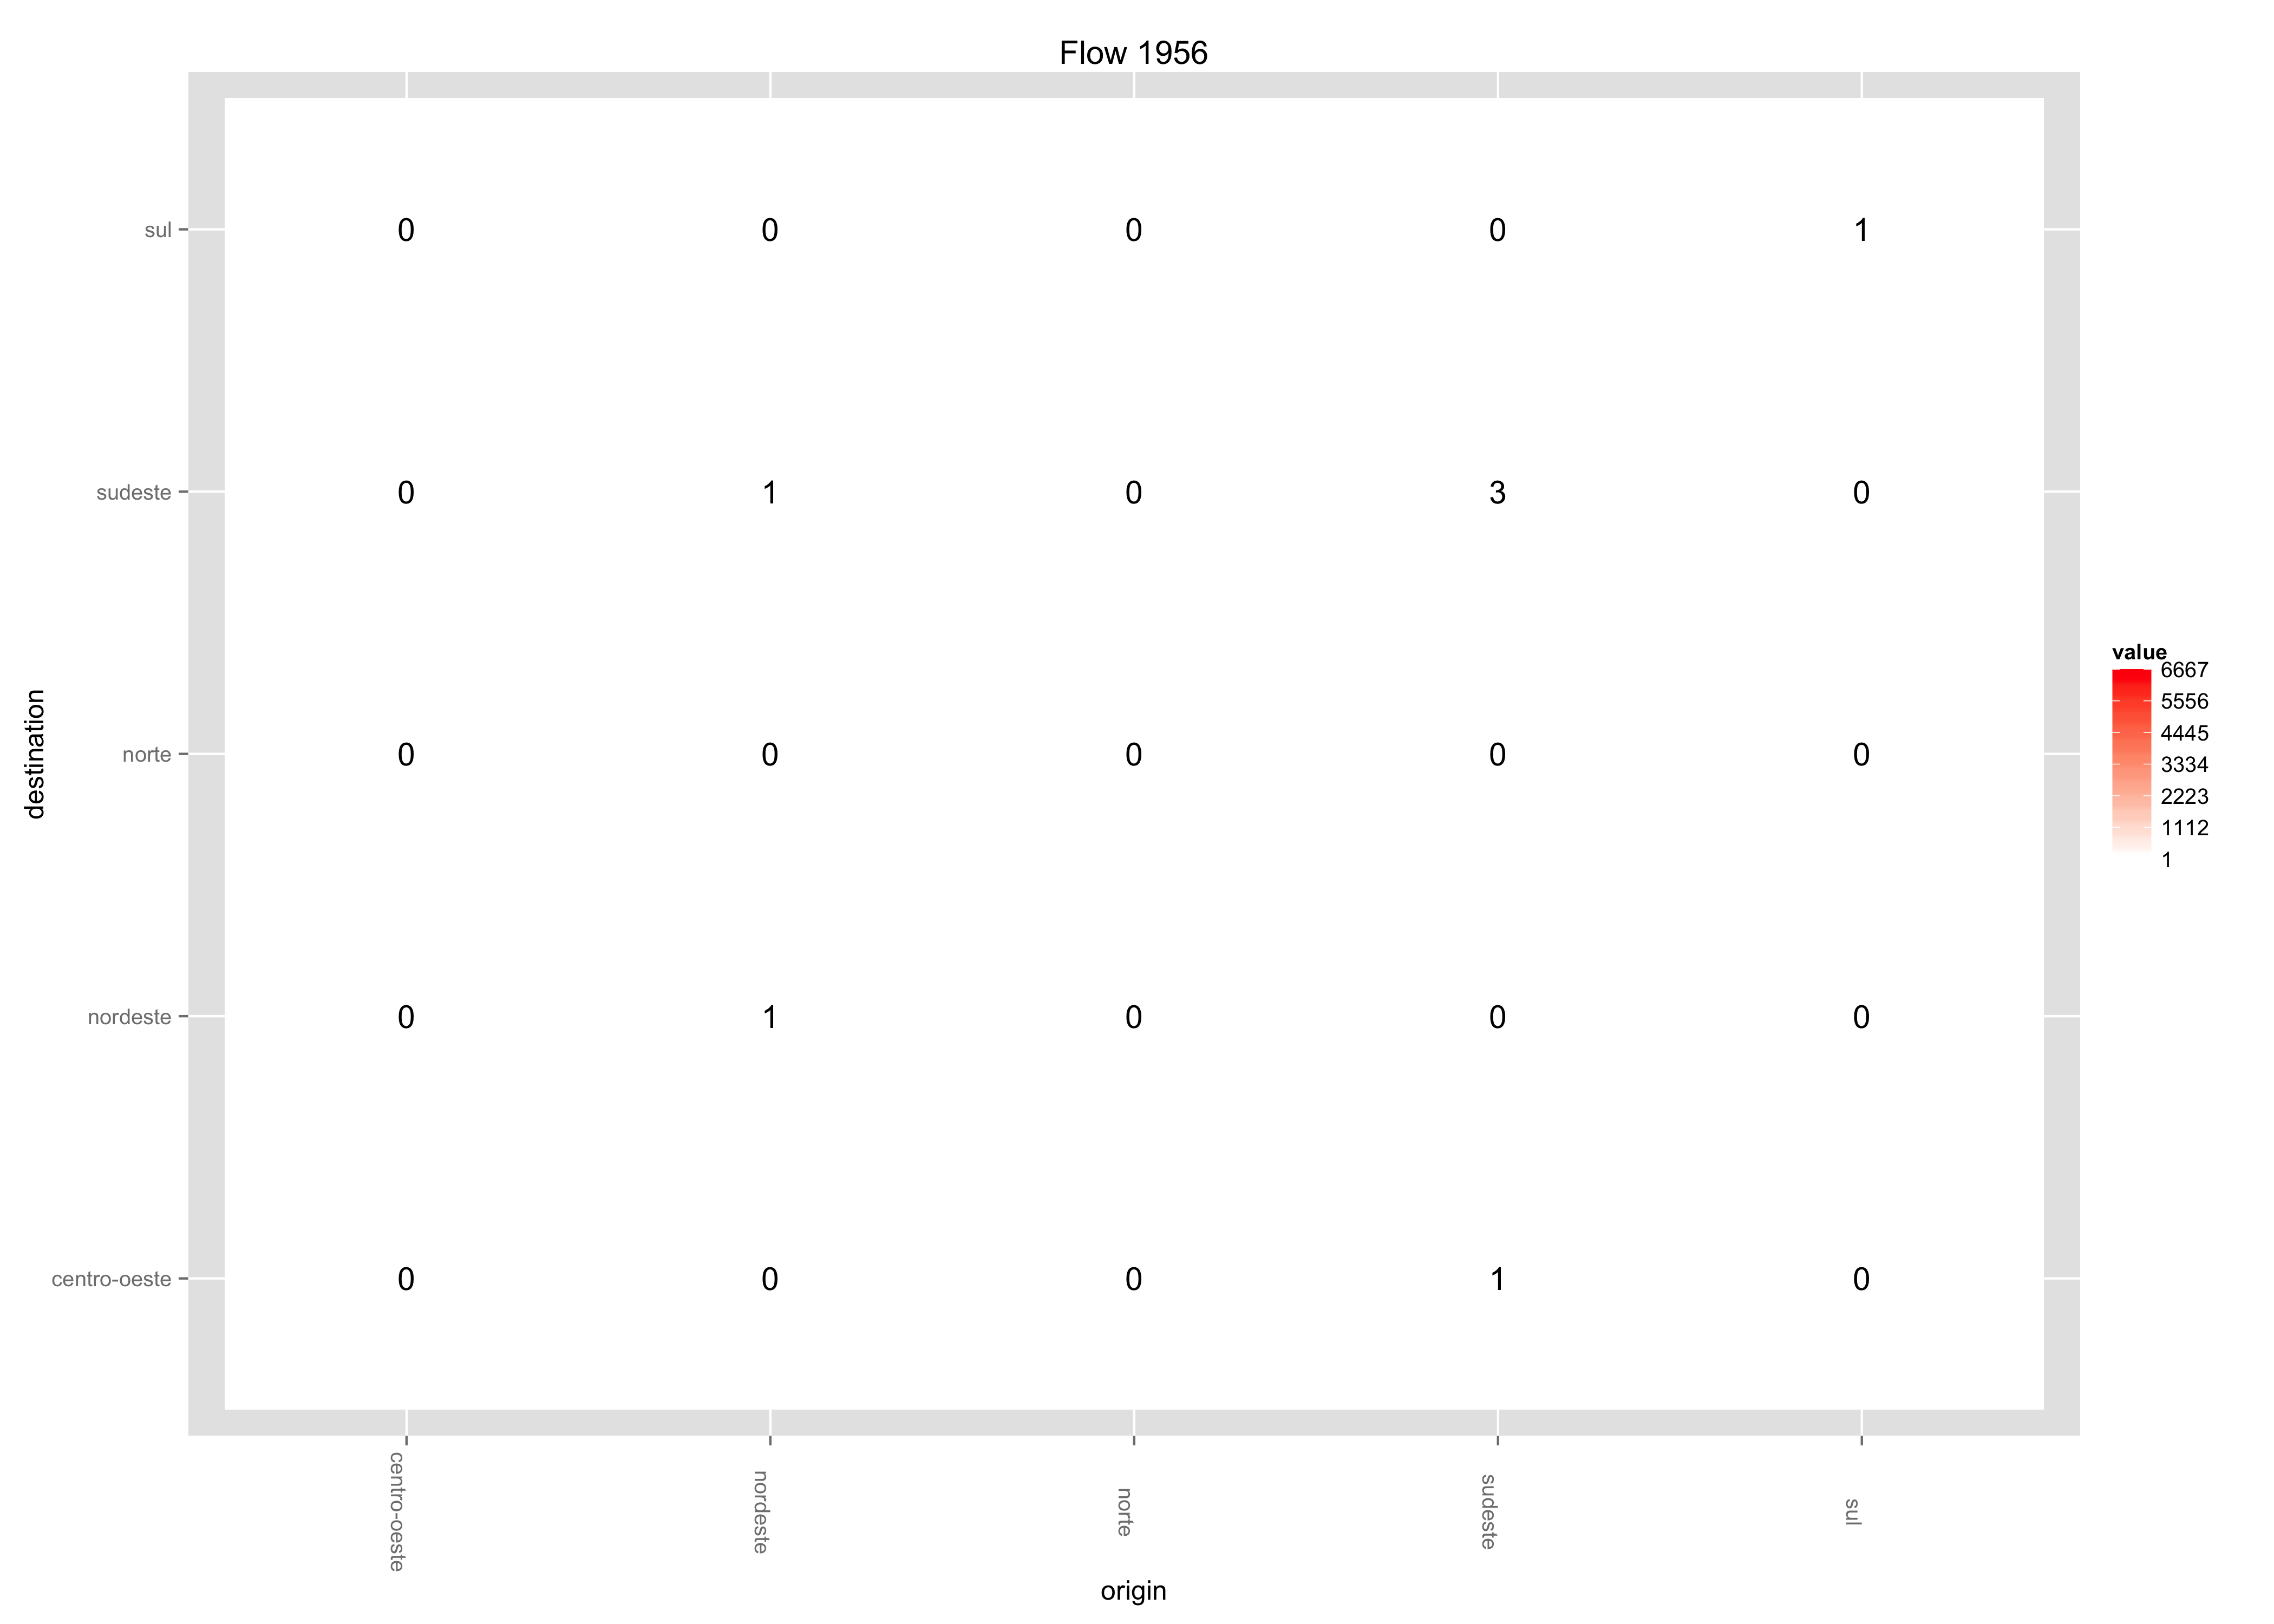 Flow 1956
sul 0 0 0 0 1
sudeste 0 1 0 3 0
norte 0 0 0 0 0
nordeste 0 1 0 0 0
centro-oeste 0 0 0 1 0
destination
centro-oeste nordeste norte sudeste sul
origin
value
6667
5556
4445
3334
2223
1112
1